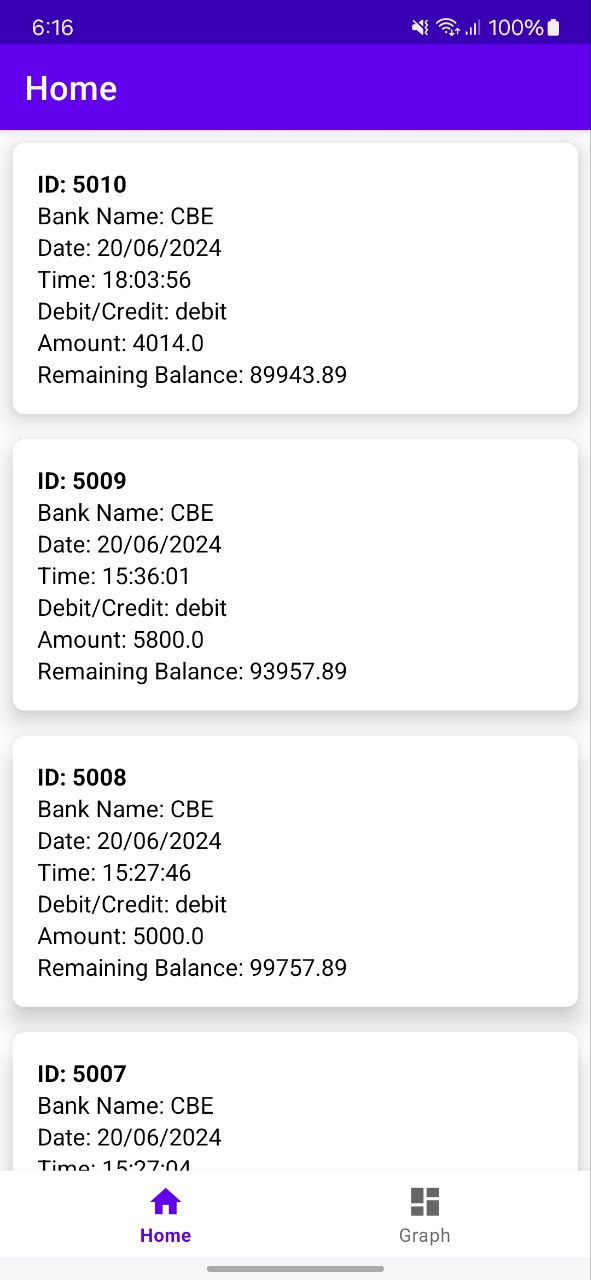 6:16 100%
Home
ID: 5010
Bank Name: CBE
Date: 20/06/2024
Time: 18:03:56
Debit/Credit: debit
Amount: 4014.0
Remaining Balance: 89943.89
ID: 5009
Bank Name: CBE
Date: 20/06/2024
Time: 15:36:01
Debit/Credit: debit
Amount: 5800.0
Remaining Balance: 93957.89
ID: 5008
Bank Name: CBE
Date: 20/06/2024
Time: 15:27:46
Debit/Credit: debit
Amount: 5000.0
Remaining Balance: 99757.89
ID: 5007
Bank Name: CBE
Date: 20/06/2024
Time: 15:27:04
Home Graph